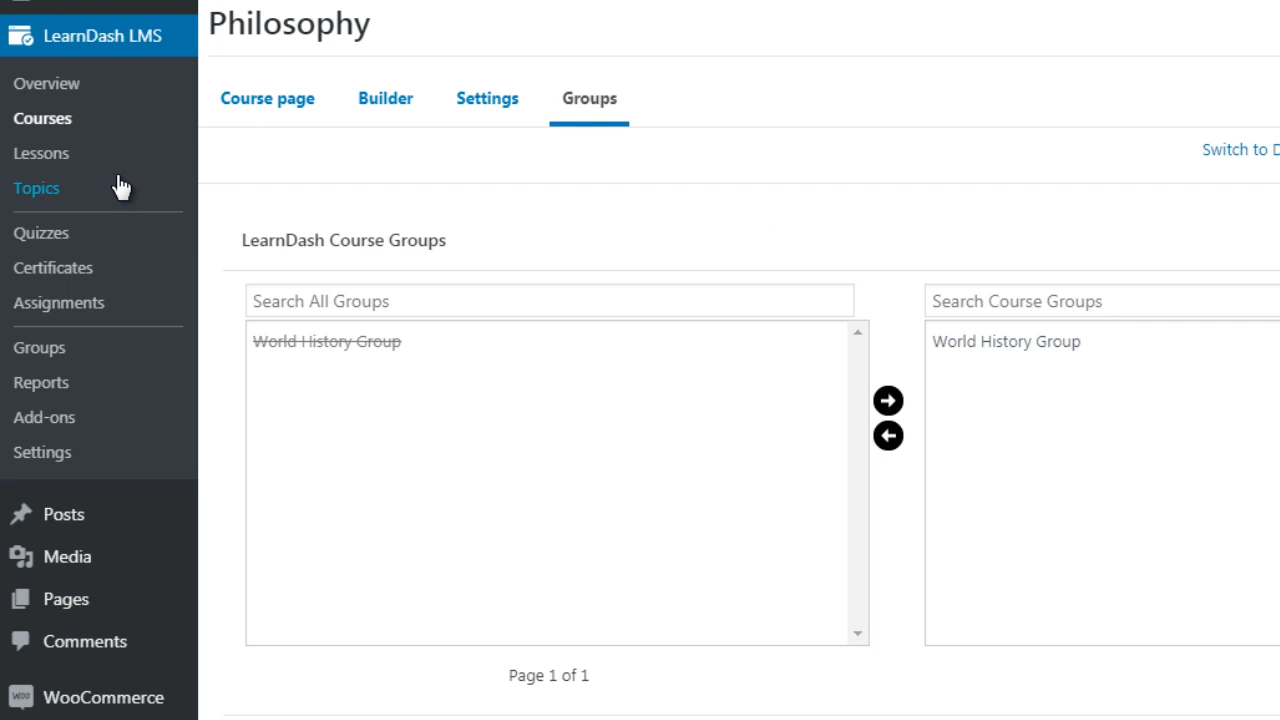 LearnDash LMS
Overview
Courses
Lessons
Topics
Quizzes
Certificates
Assignments
Groups
Reports
Add-ons
Settings
Posts
Media
Pages
Comments
WOO WooCommerce
Philosophy
Course page Builder Settings Groups
Switch to D
LearnDash Course Groups
Search All Groups
World History Group
Page 1 of 1
Search Course Groups
World History Group